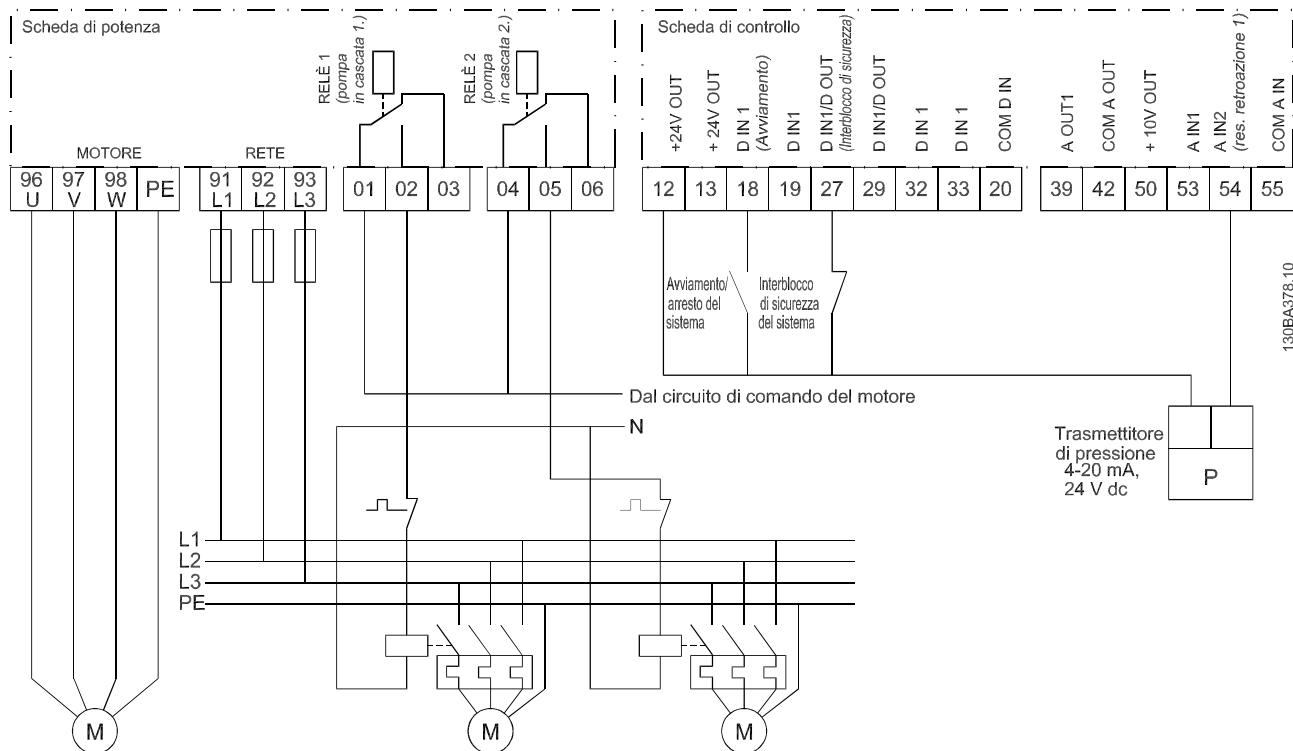 Scheda di potenza
RELÈ 1
(pompa
in cascata 1.)
RELÈ 2
(pompa
in cascata 2.)
Scheda di controllo
+24V OUT
+ 24V OUT
D IN 1
(Avviamento)
D IN1
D IN1/D OUT
(Interblocco di sicurezza)
D IN1/D OUT
D IN 1
D IN 1
COM D IN
A OUT1
COM A OUT
+ 10V OUT
A IN1
A IN2
(res. retroazione 1)
COM A IN
MOTORE
RETE
96 97 98 PE
U V W
91 92 93
L1 L2 L3
01 02 03
04 05 06
12 13 18 19 27 29 32 33 20
39 42 50 53 54 55
Avviamento/
arresto del
sistema
Interblocco
di sicurezza
del sistema
130BA378.10
Dal circuito di comando del motore
N
Trasmettitore
di pressione
4-20 mA,
24 V dc
P
L1
L2
L3
PE
M
M
M